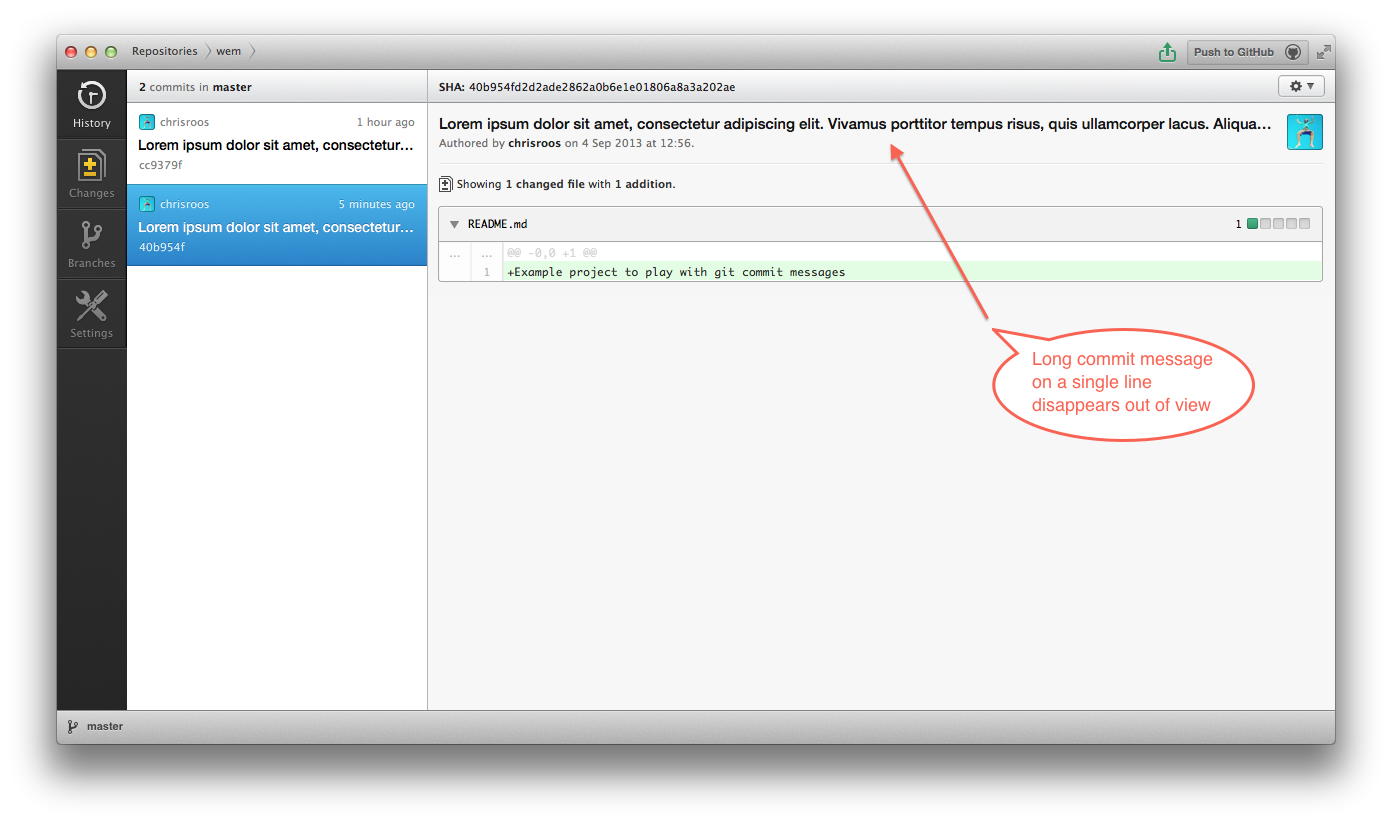 Repositories wem
Push to GitHub
History
Changes
Branches
Settings
2 commits in master
chrisroos 1 hour ago
Lorem ipsum dolor sit amet, consectetur…
cc9379f
chrisroos 5 minutes ago
Lorem ipsum dolor sit amet, consectetur…
40b954f
SHA: 40b954fd2d2ade2862a0b6e1e01806a8a3a202ae
Lorem ipsum dolor sit amet, consectetur adipiscing elit. Vivamus porttitor tempus risus, quis ullamcorper lacus. Aliqua…
Authored by chrisroos on 4 Sep 2013 at 12:56.
Showing 1 changed file with 1 addition.
README.md 1
... ... @@ -0,0 +1 @@
1 +Example project to play with git commit messages
Long commit message
on a single line
disappears out of view
master